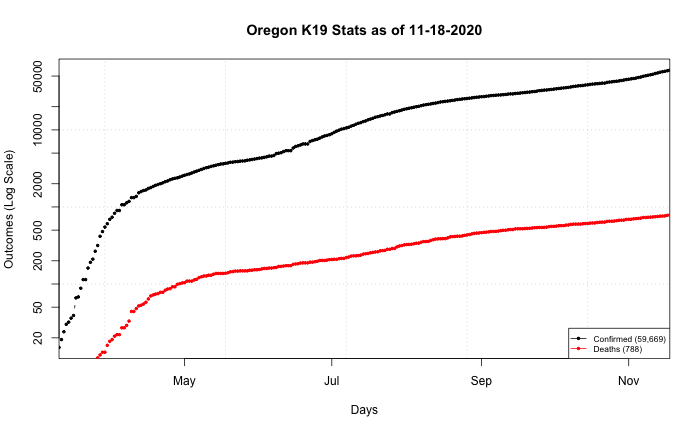 Oregon K19 Stats as of 11-18-2020
Outcomes (Log Scale)
50000
10000
2000
500
200
50
20
May
Jul
Sep
Nov
Days
Confirmed (59,669)
Deaths (788)